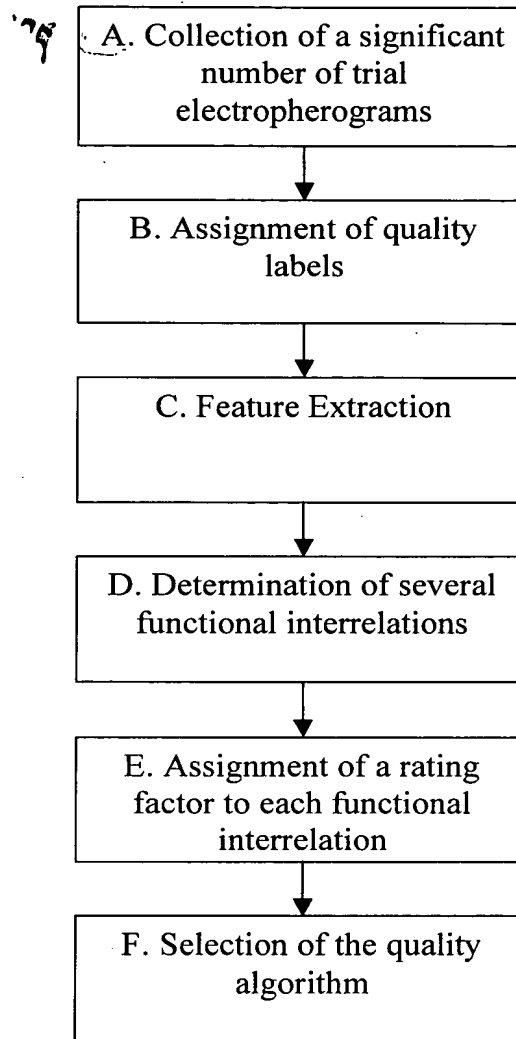 A. Collection of a significant
number of trial
electropherograms
B. Assignment of quality
labels
C. Feature Extraction
D. Determination of several
functional interrelations
E. Assignment of a rating
factor to each functional
interrelation
F. Selection of the quality
algorithm